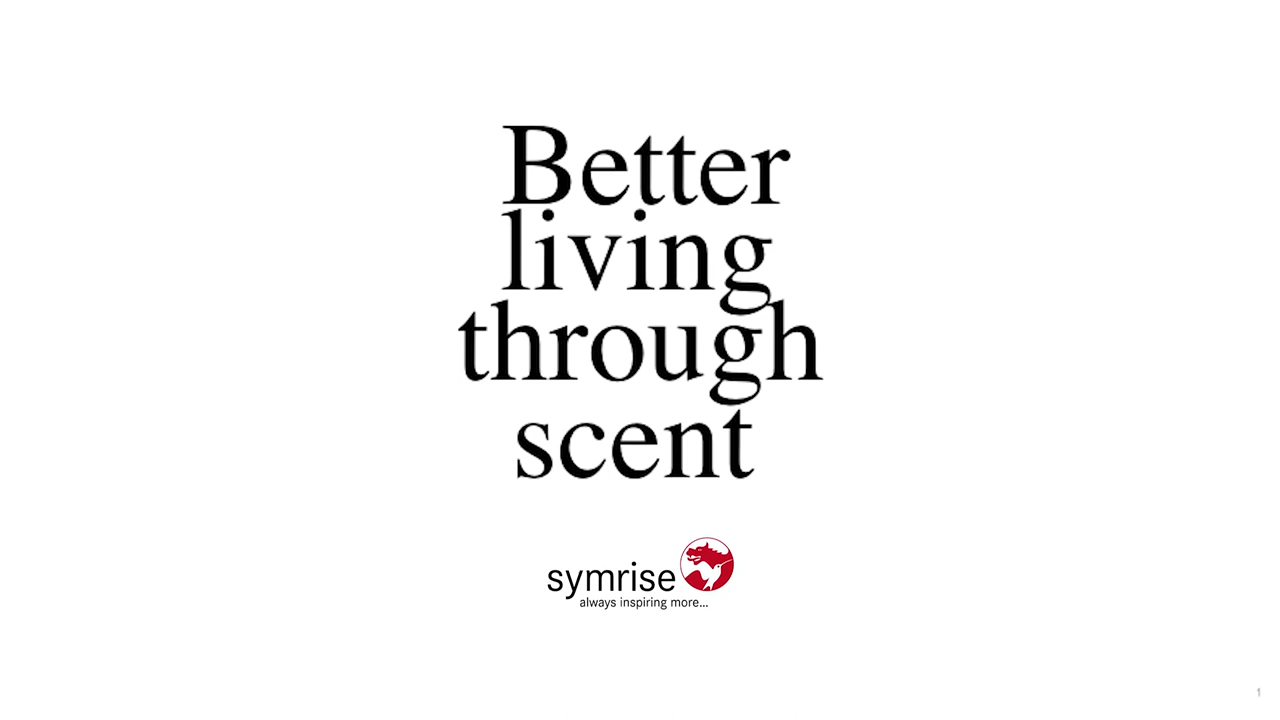 Better
living
through
scent
symrise
always inspiring more...
1